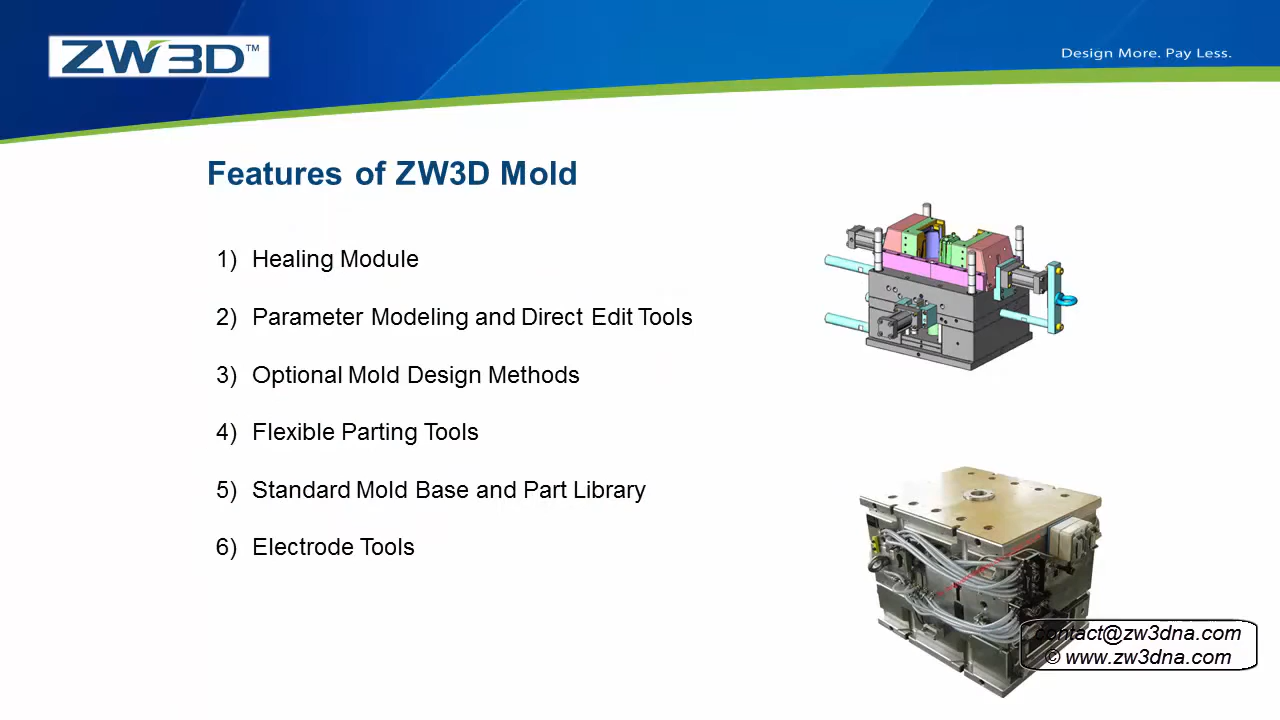 ZW3D™
Design More. Pay Less.
Features of ZW3D Mold
1) Healing Module
2) Parameter Modeling and Direct Edit Tools
3) Optional Mold Design Methods
4) Flexible Parting Tools
5) Standard Mold Base and Part Library
6) Electrode Tools
contact@zw3dna.com
© www.zw3dna.com